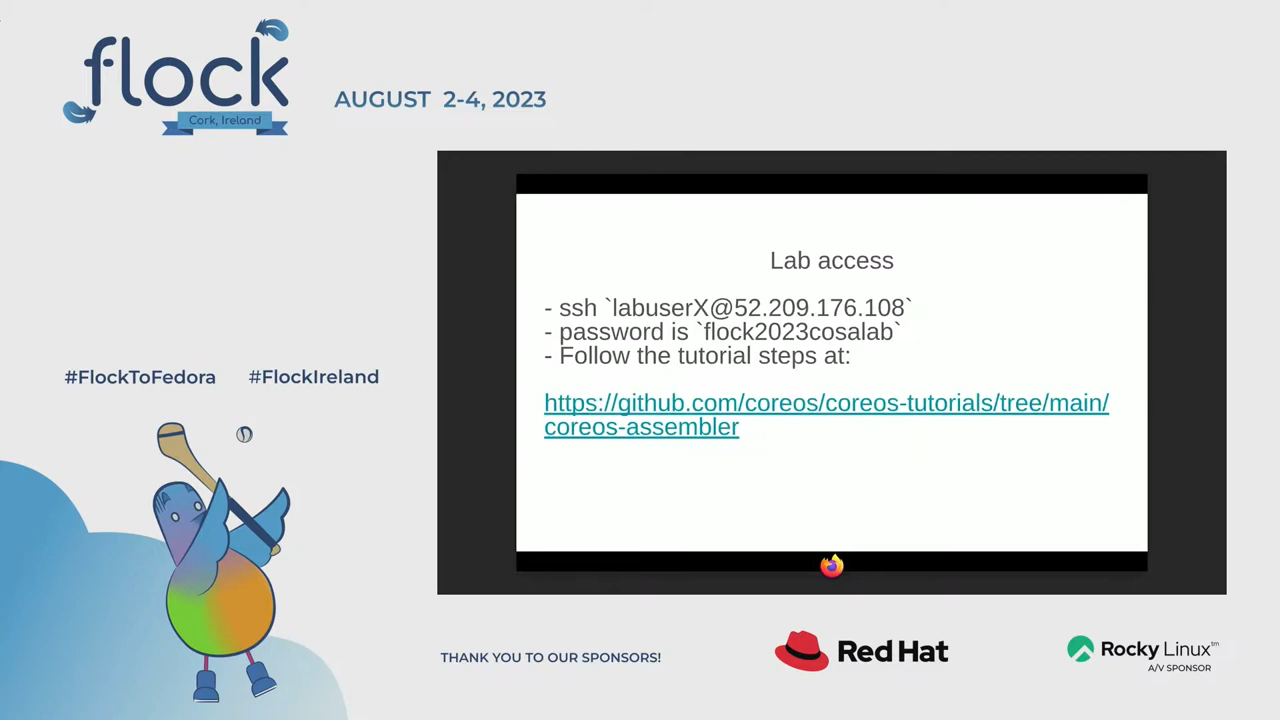 flock
Cork, Ireland
AUGUST 2-4, 2023
Lab access
- ssh `labuserX@52.209.176.108`
- password is `flock2023cosalab`
- Follow the tutorial steps at:
https://github.com/coreos/coreos-tutorials/tree/main/
coreos-assembler
#FlockToFedora #FlockIreland
THANK YOU TO OUR SPONSORS!
Red Hat
Rocky Linux™
A/V SPONSOR